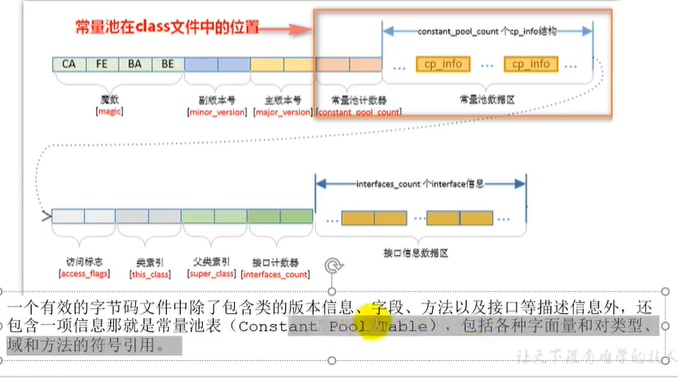 常量池在class文件中的位置
constant_pool_count 个cp_info结构
CA FE BA BE ... cp_info ... cp_info ...
魔数 副版本号 主版本号 常量池计数器 常量池数据区
[magic] [minor_version] [major_version] [constant_pool_count]
interfaces_count 个interface信息
... ... ...
访问标志 类索引 父类索引 接口计数器 接口信息数据区
[access_flags] [this_class] [super_class] [interfaces_count]
一个有效的字节码文件中除了包含类的版本信息、字段、方法以及接口等描述信息外，还
包含一项信息那就是常量池表（Constant Pool Table），包括各种字面量和对类型、
域和方法的符号引用。
让天下没有难学的技术